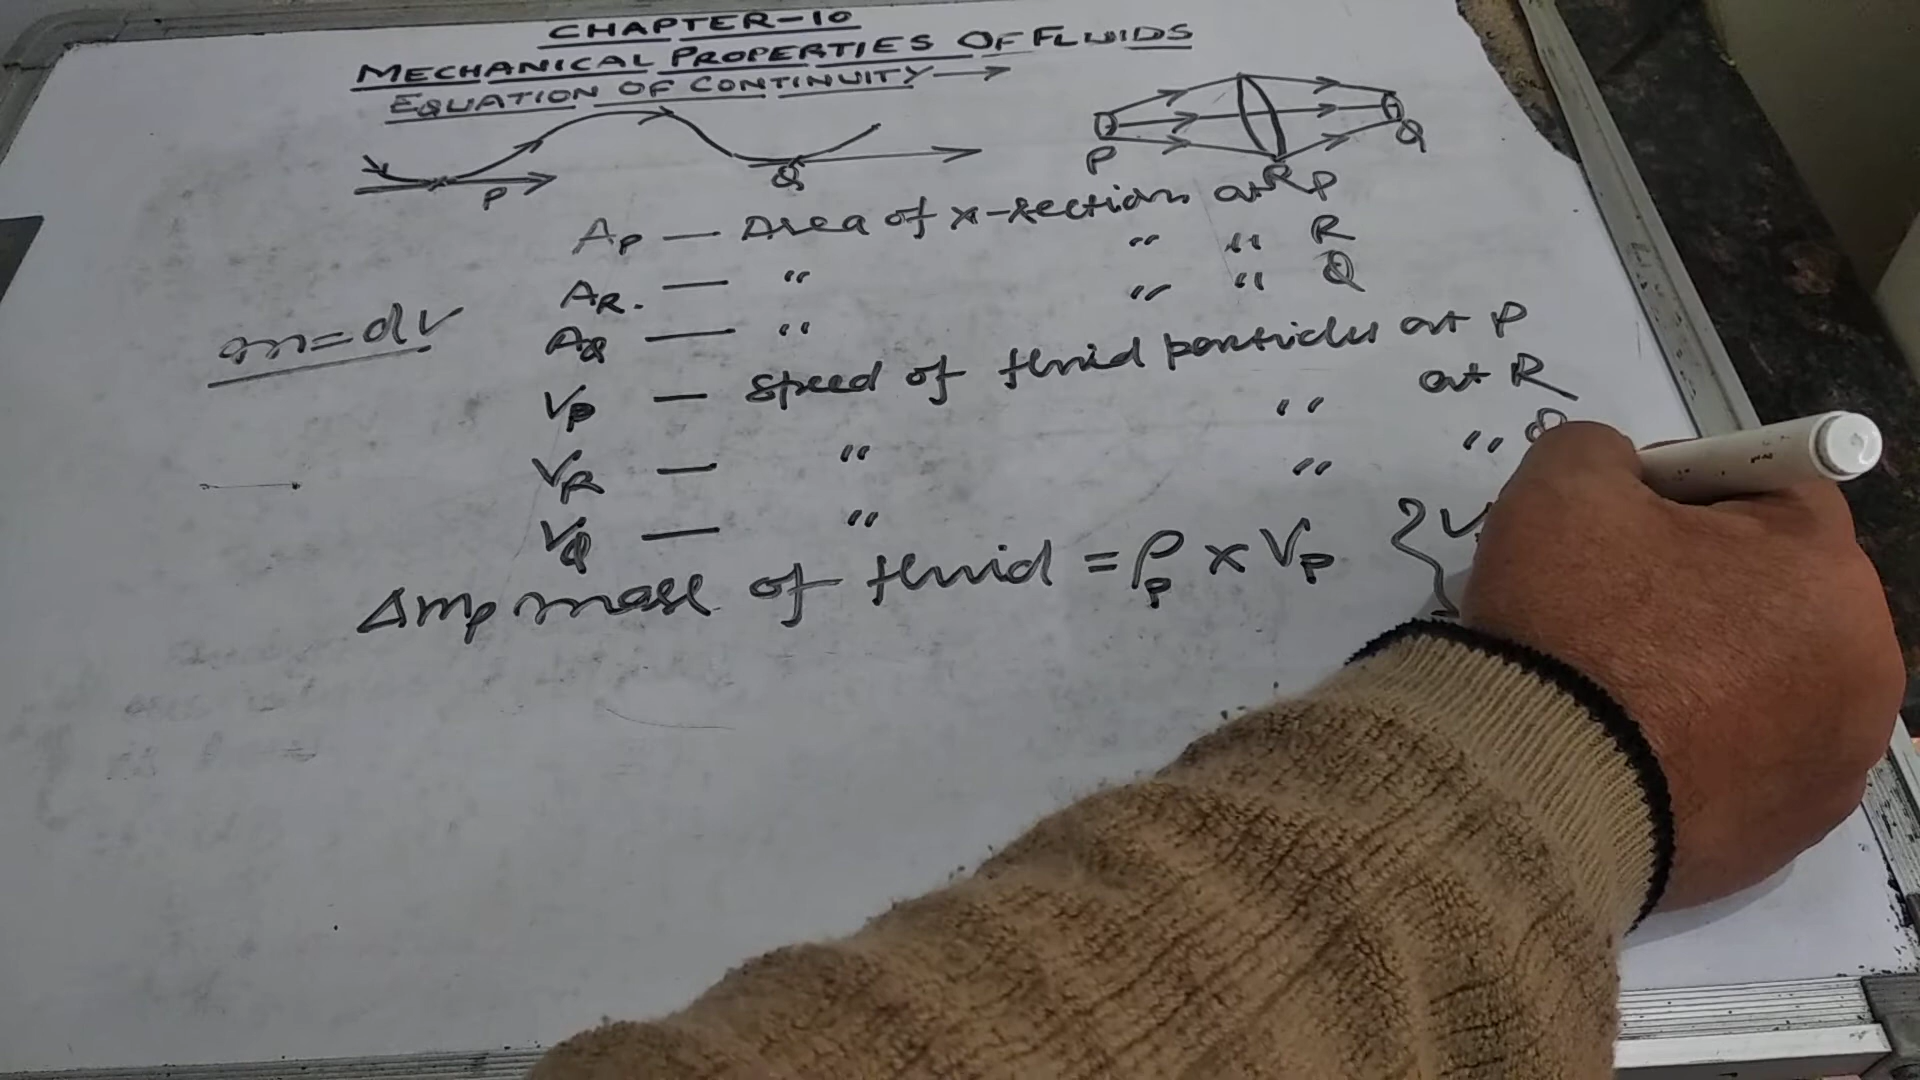 CHAPTER-10
MECHANICAL PROPERTIES OF FLUIDS
EQUATION OF CONTINUITY →
P Q
P R Q
AP — Area of x-section at P
AR. — " " " R
AQ — " " " Q
m=dV
VP — Speed of fluid particles at P
VR — " " at R
VQ — " " " Q
Δmp mass of fluid = ρP x VP { V